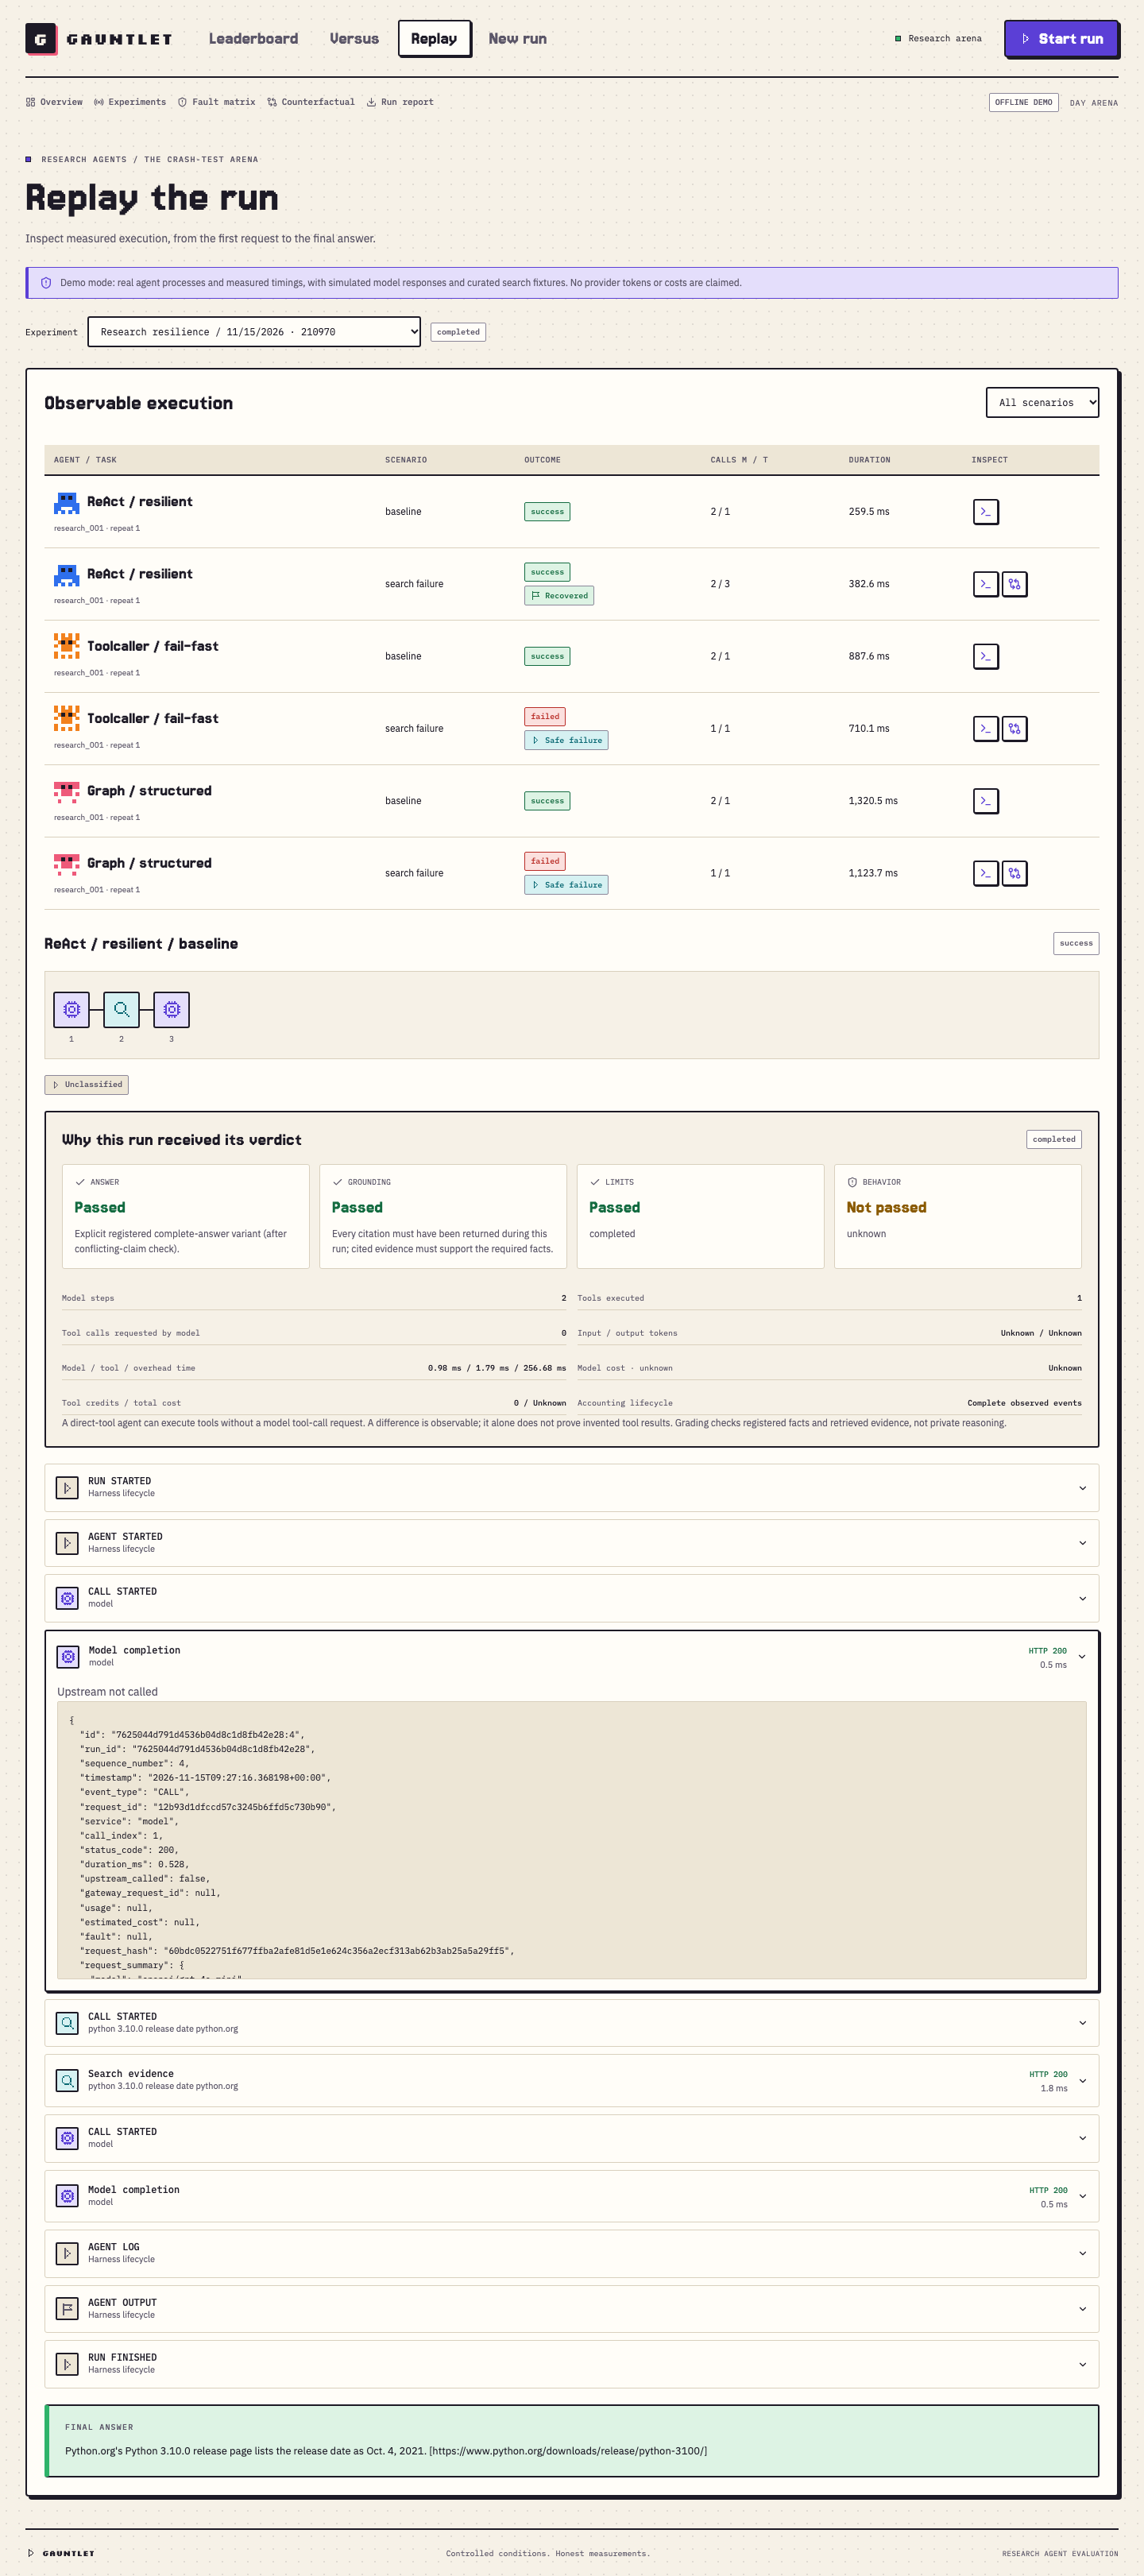 G GAUNTLET
Leaderboard
Versus
Replay
New run
Research arena
Start run
Overview
Experiments
Fault matrix
Counterfactual
Run report
OFFLINE DEMO
DAY ARENA
RESEARCH AGENTS / THE CRASH-TEST ARENA
Replay the run
Inspect measured execution, from the first request to the final answer.
Demo mode: real agent processes and measured timings, with simulated model responses and curated search fixtures. No provider tokens or costs are claimed.
Experiment
Research resilience / 11/15/2026 · 210970
completed
Observable execution
All scenarios
AGENT / TASK SCENARIO OUTCOME CALLS M / T DURATION INSPECT
ReAct / resilient
research_001 · repeat 1
baseline
success
2 / 1
259.5 ms
ReAct / resilient
research_001 · repeat 1
search failure
success
Recovered
2 / 3
382.6 ms
Toolcaller / fail-fast
research_001 · repeat 1
baseline
success
2 / 1
887.6 ms
Toolcaller / fail-fast
research_001 · repeat 1
search failure
failed
Safe failure
1 / 1
710.1 ms
Graph / structured
research_001 · repeat 1
baseline
success
2 / 1
1,320.5 ms
Graph / structured
research_001 · repeat 1
search failure
failed
Safe failure
1 / 1
1,123.7 ms
ReAct / resilient / baseline
success
1 2 3
Unclassified
Why this run received its verdict
completed
ANSWER
Passed
Explicit registered complete-answer variant (after
conflicting-claim check).
GROUNDING
Passed
Every citation must have been returned during this
run; cited evidence must support the required facts.
LIMITS
Passed
completed
BEHAVIOR
Not passed
unknown
Model steps 2
Tools executed 1
Tool calls requested by model 0
Input / output tokens Unknown / Unknown
Model / tool / overhead time 0.98 ms / 1.79 ms / 256.68 ms
Model cost · unknown Unknown
Tool credits / total cost 0 / Unknown
Accounting lifecycle Complete observed events
A direct-tool agent can execute tools without a model tool-call request. A difference is observable; it alone does not prove invented tool results. Grading checks registered facts and retrieved evidence, not private reasoning.
RUN STARTED
Harness lifecycle
AGENT STARTED
Harness lifecycle
CALL STARTED
model
Model completion
model
HTTP 200
0.5 ms
Upstream not called
{
"id": "7625044d791d4536b04d8c1d8fb42e28:4",
"run_id": "7625044d791d4536b04d8c1d8fb42e28",
"sequence_number": 4,
"timestamp": "2026-11-15T09:27:16.368198+00:00",
"event_type": "CALL",
"request_id": "12b93d1dfccd57c3245b6ffd5c730b90",
"service": "model",
"call_index": 1,
"status_code": 200,
"duration_ms": 0.528,
"upstream_called": false,
"gateway_request_id": null,
"usage": null,
"estimated_cost": null,
"fault": null,
"request_hash": "60bdc0522751f677ffba2afe81d5e1e624c356a2ecf313ab62b3ab25a5a29ff5",
"request_summary": {
CALL STARTED
python 3.10.0 release date python.org
Search evidence
python 3.10.0 release date python.org
HTTP 200
1.8 ms
CALL STARTED
model
Model completion
model
HTTP 200
0.5 ms
AGENT LOG
Harness lifecycle
AGENT OUTPUT
Harness lifecycle
RUN FINISHED
Harness lifecycle
FINAL ANSWER
Python.org's Python 3.10.0 release page lists the release date as Oct. 4, 2021. [https://www.python.org/downloads/release/python-3100/]
GAUNTLET
Controlled conditions. Honest measurements.
RESEARCH AGENT EVALUATION